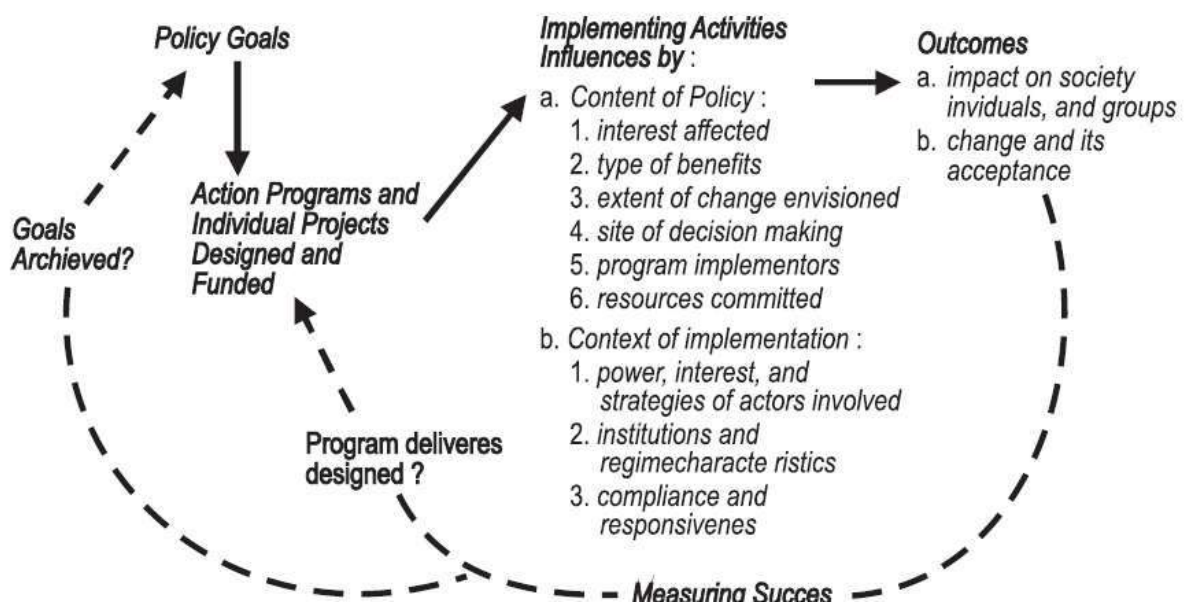 Policy Goals
Goals
Archieved?
Action Programs and
Individual Projects
Designed and
Funded
Program deliveres
designed ?
Implementing Activities
Influences by :
a. Content of Policy :
1. interest affected
2. type of benefits
3. extent of change envisioned
4. site of decision making
5. program implementors
6. resources committed
b. Context of implementation :
1. power, interest, and
strategies of actors involved
2. institutions and
regimecharacte ristics
3. compliance and
responsivenes
Outcomes
a. impact on society
inviduals, and groups
b. change and its
acceptance
Measuring Succes